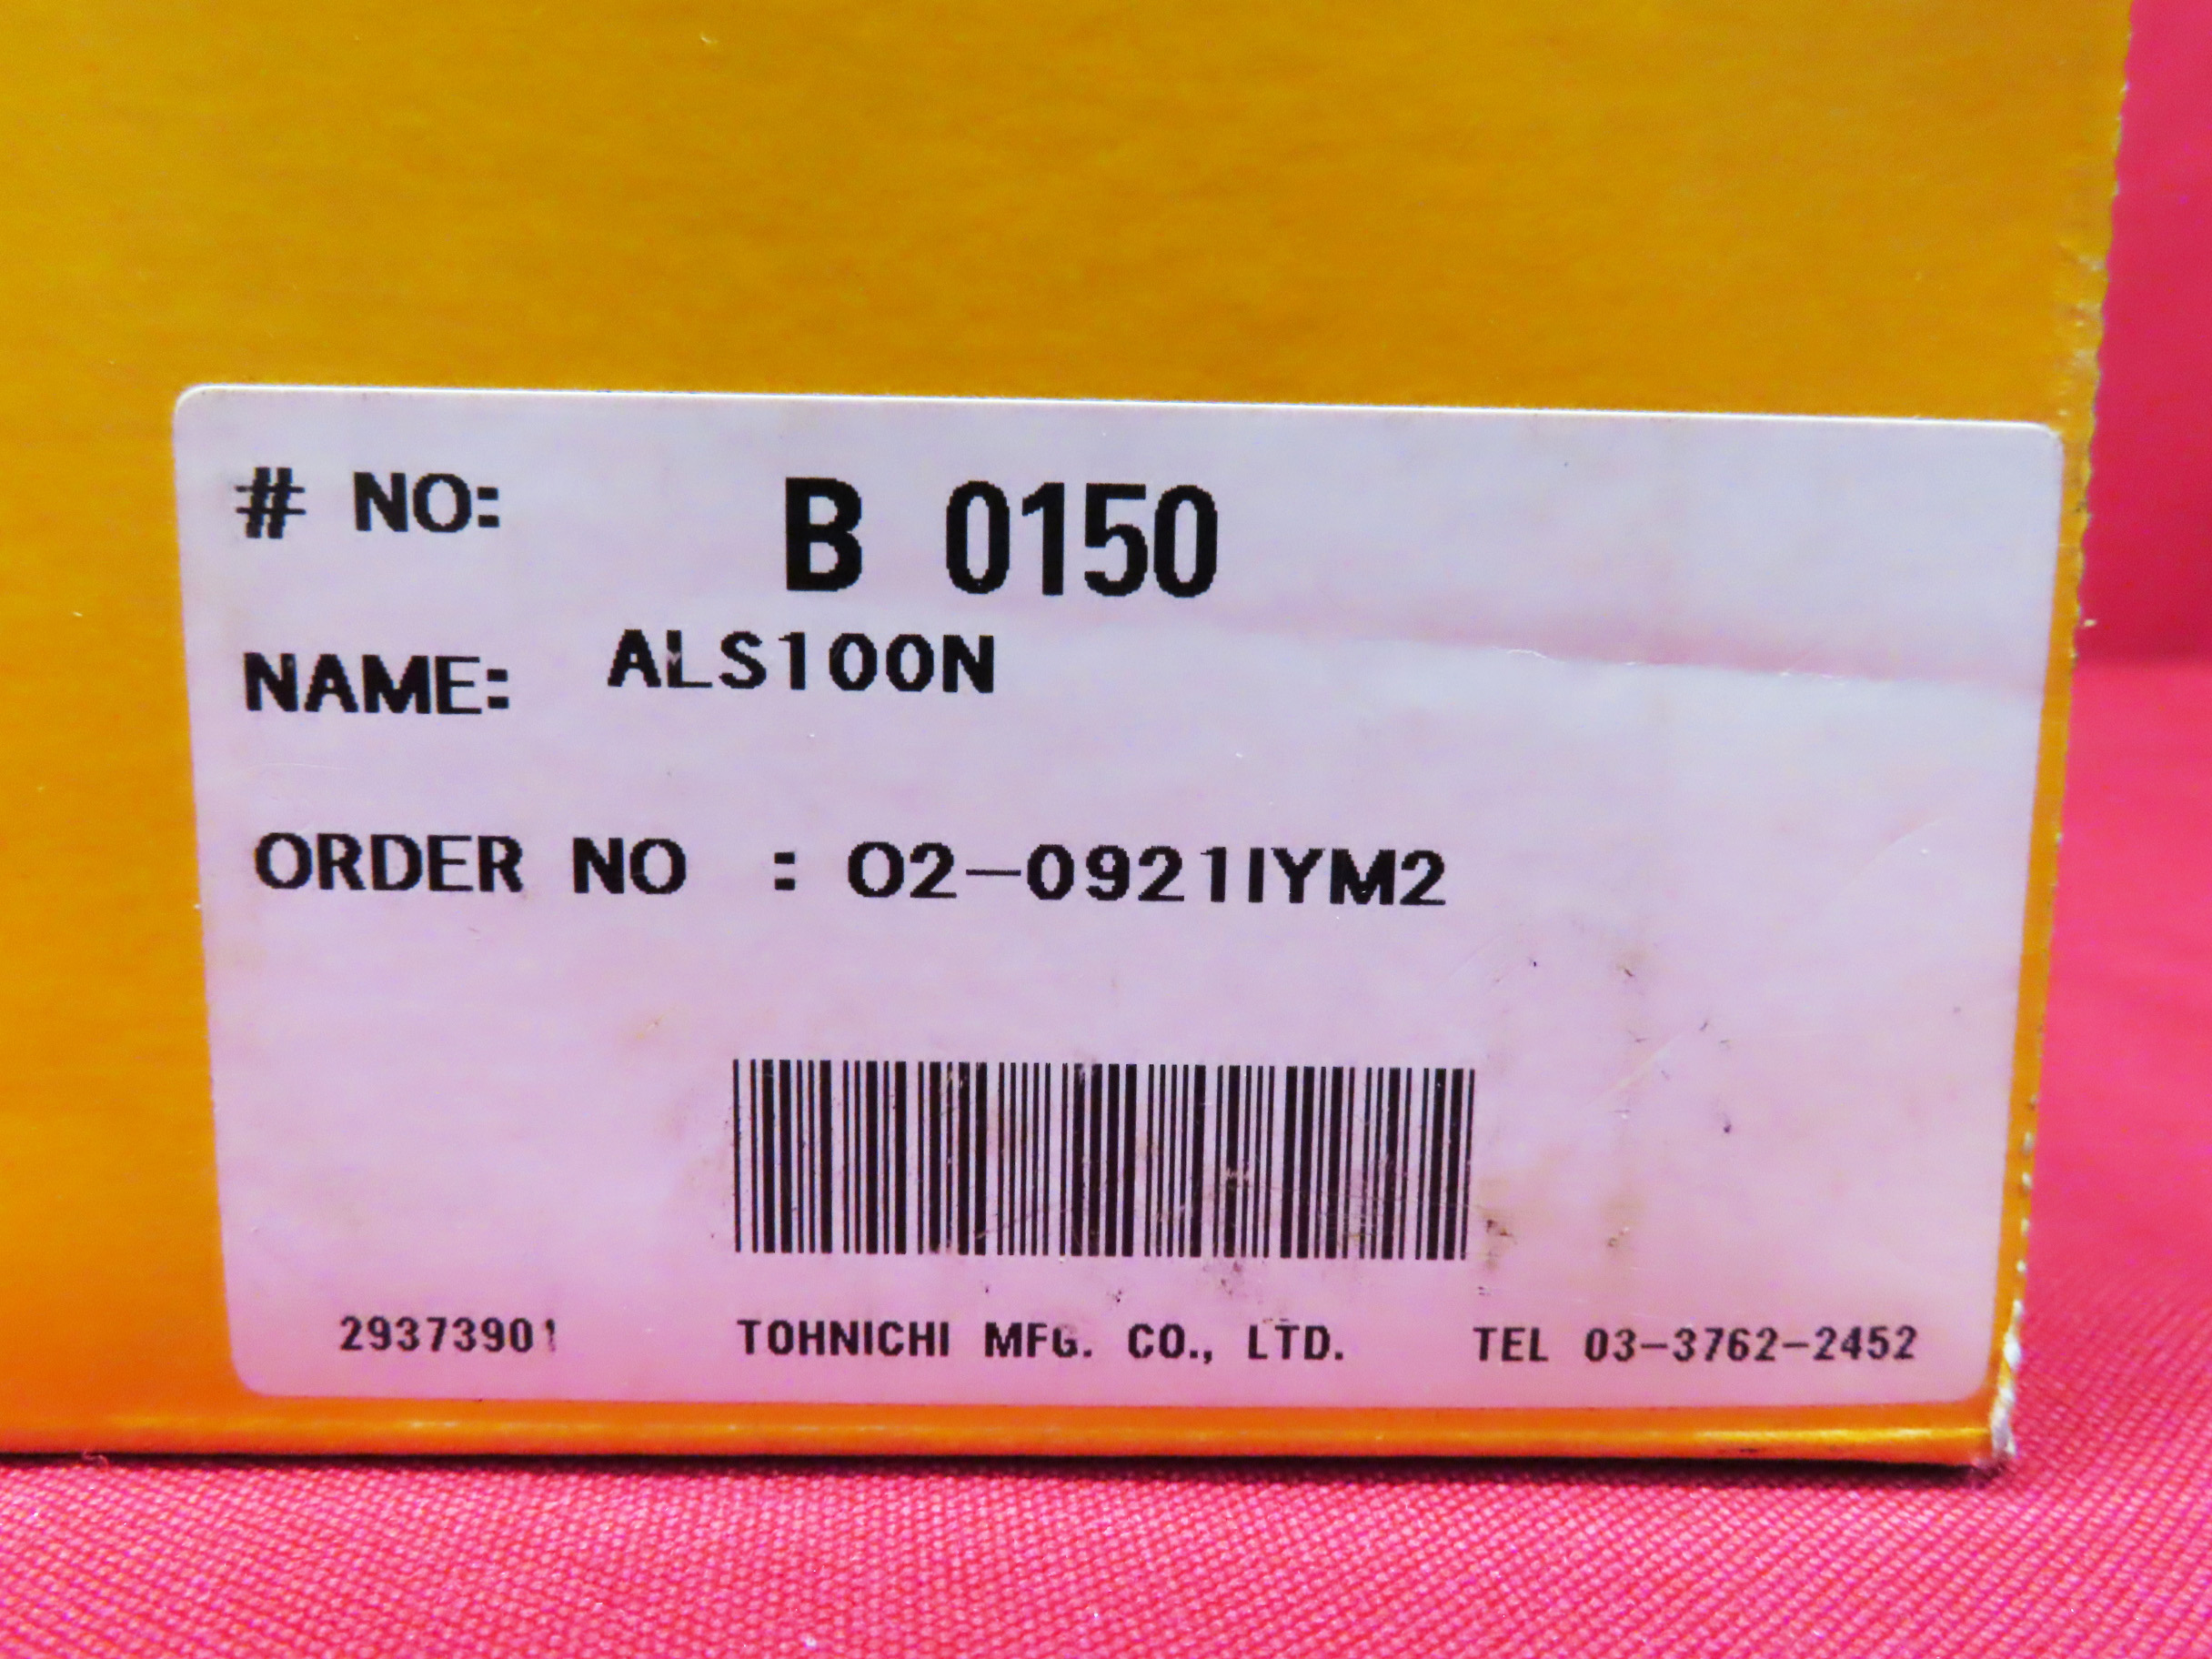 # NO: B 0150
NAME: ALS100N
ORDER NO : O2-0921IYM2
29373901 TOHNICHI MFG. CO., LTD. TEL 03-3762-2452